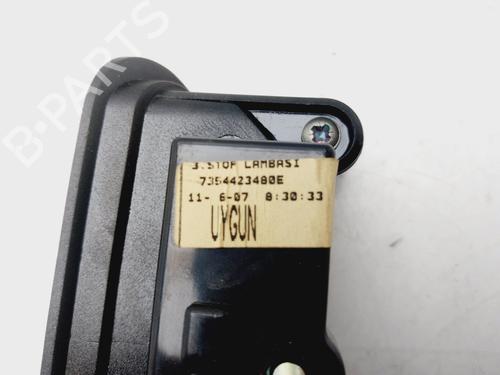 3.STOP LAMBASI
7354423480E
11- 6-07 8:30:33
UYGUN
B-PARTS